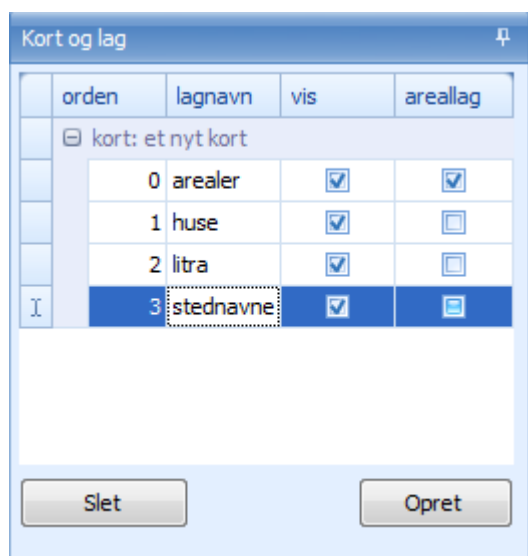 Kort og lag
orden lagnavn vis areallag
kort: et nyt kort
0 arealer
1 huse
2 litra
3 stednavne
Slet Opret